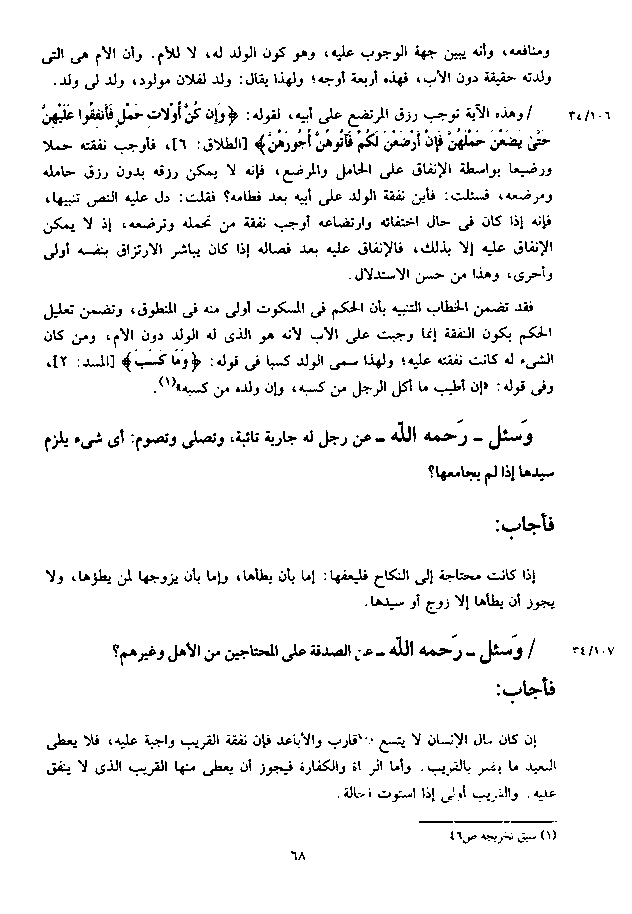 ومنافعه، وأنه يبين جهة الوجوب عليه، وهو كون الولد له، لا للأم. وأن الأم هى التى
ولدته حقيقة دون الأب، فهذه أربعة أوجه؛ ولهذا يقال: ولد لفلان مولود، ولد لى ولد.
٣٤/١٠٦
/ وهذه الآية توجب رزق المرتضع على أبيه، لقوله: ﴿وَإِن كُنَّ أُولَاتِ حَمْلٍ فَأَنفِقُوا عَلَيْهِنَّ
حَتَّىٰ يَضَعْنَ حَمْلَهُنَّ فَإِنْ أَرْضَعْنَ لَكُمْ فَآتُوهُنَّ أُجُورَهُنَّ﴾ [الطلاق: ٦]، فأوجب نفقته حملا
ورضيعا بواسطة الإنفاق على الحامل والمرضع، فإنه لا يمكن رزقه بدون رزق حامله
ومرضعه، فسئلت: فأين نفقة الولد على أبيه بعد فطامه؟ فقلت: دل عليه النص تنبيها،
فإنه إذا كان فى حال اختفائه وارتضاعه أوجب نفقة من تحمله وترضعه، إذ لا يمكن
الإنفاق عليه إلا بذلك، فالإنفاق عليه بعد فصاله إذا كان يباشر الارتزاق بنفسه أولى
وأحرى، وهذا من حسن الاستدلال.
فقد تضمن الخطاب التنبيه بأن الحكم فى المسكوت أولى منه فى المنطوق، وتضمن تعليل
الحكم بكون النفقة إنما وجبت على الأب لأنه هو الذى له الولد دون الأم، ومن كان
الشىء له كانت نفقته عليه؛ ولهذا سمى الولد كسبا فى قوله: ﴿وَمَا كَسَبَ﴾ [المسد: ٢]،
وفى قوله: «إن أطيب ما أكل الرجل من كسبه، وإن ولده من كسبه»(١).
وَسئل ـ رَحمه اللّه ـ عن رجل له جارية تائبة، وتصلى وتصوم: أى شىء يلزم
سيدها إذا لم يجامعها؟
فأجاب:
إذا كانت محتاجة إلى النكاح فليعفها: إما بأن يطأها، وإما بأن يزوجها لمن يطؤها، ولا
يجوز أن يطأها إلا زوج أو سيدها.
٣٤/١٠٧
/ وَسئل ـ رَحمه اللّه ـ عن الصدقة على المحتاجين من الأهل وغيرهم؟
فأجاب:
إن كان مال الإنسان لا يتسع للأقارب والأباعد فإن نفقة القريب واجبة عليه، فلا يعطى
البعيد ما يضر بالقريب. وأما الزكاة والكفارة فيجوز أن يعطى منها القريب الذى لا ينفق
عليه. والقريب أولى إذا استوت الحالة.
(١) سبق تخريجه ص٤٦
٦٨